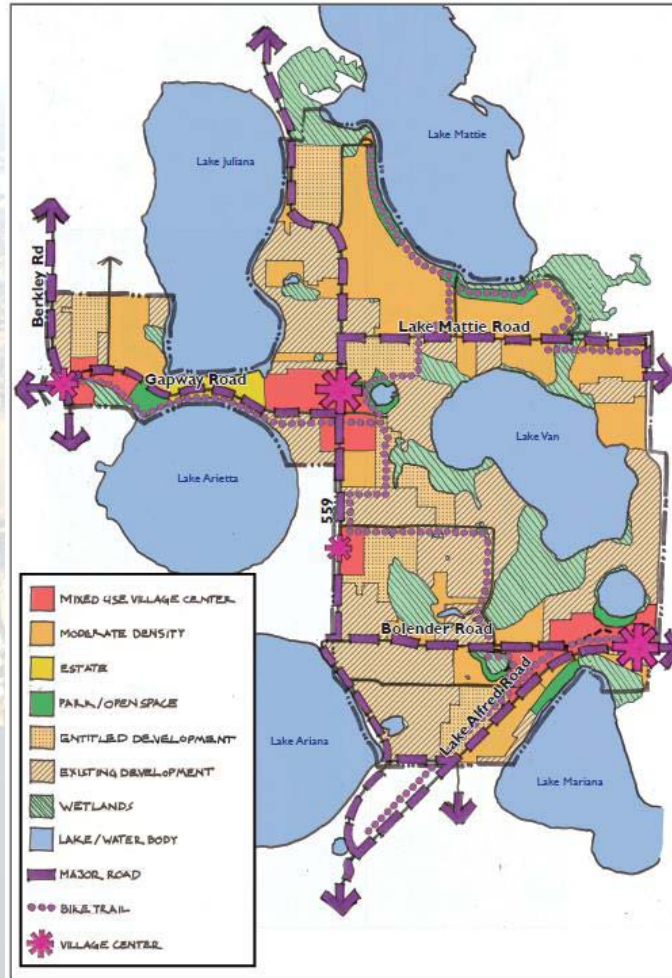 Lake Mattie
Lake Juliana
Berkley Rd
Lake Mattie Road
Gapway Road
Lake Van
Lake Arietta
559
Bolender Road
Lake Alfred Road
Lake Ariana
Lake Mariana
MIXED USE VILLAGE CENTER
MODERATE DENSITY
ESTATE
PARK/OPEN SPACE
ENTITLED DEVELOPMENT
EXISTING DEVELOPMENT
WETLANDS
LAKE/WATER BODY
MAJOR ROAD
BIKE TRAIL
VILLAGE CENTER